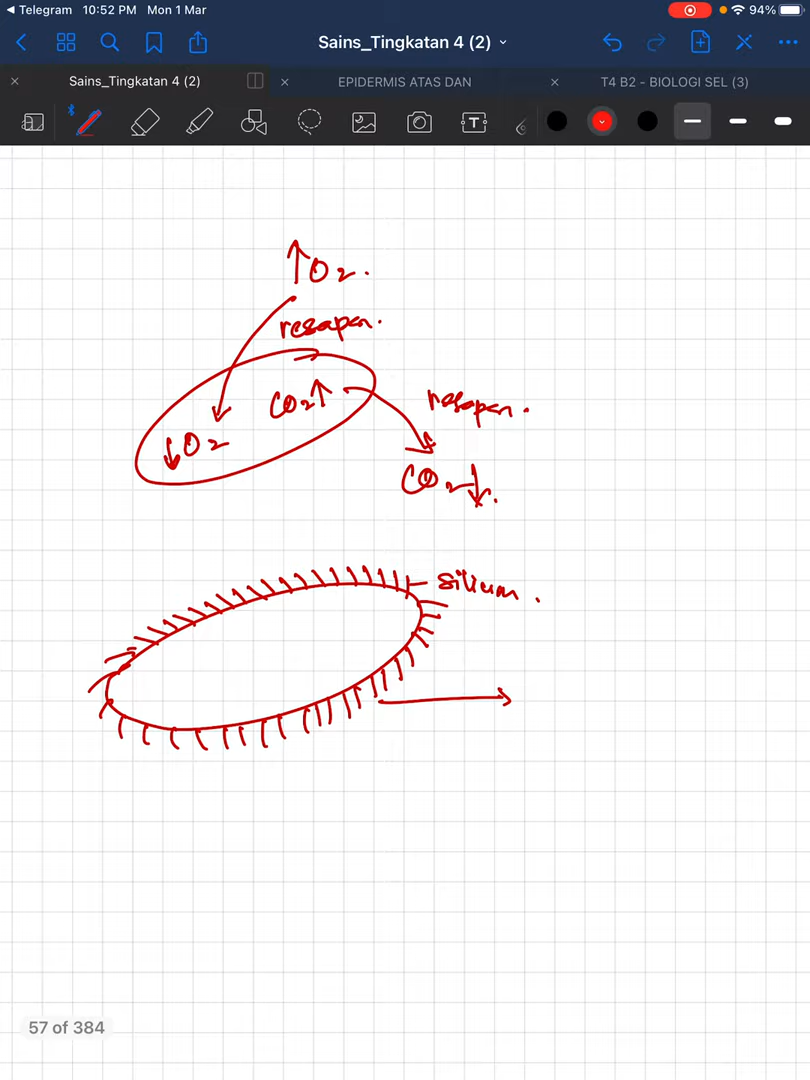 Telegram 10:52 PM Mon 1 Mar 94%
Sains_Tingkatan 4 (2)
Sains_Tingkatan 4 (2) EPIDERMIS ATAS DAN T4 B2 - BIOLOGI SEL (3)
T
↑O2.
resapan.
CO2↑
resapan.
↓O2
CO2↓.
silium.
57 of 384